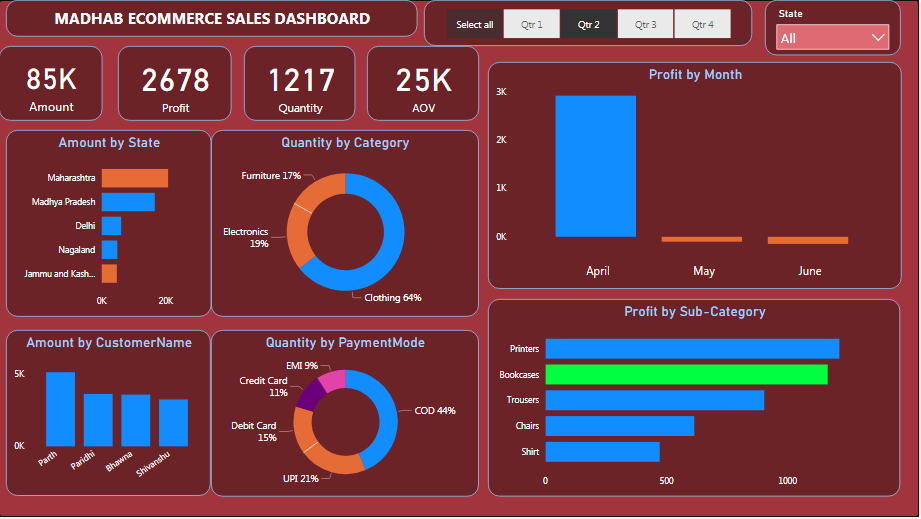 MADHAB ECOMMERCE SALES DASHBOARD
Select all
Qtr 1
Qtr 2
Qtr 3
Qtr 4
State
All
85K
Amount
2678
Profit
1217
Quantity
25K
AOV
Amount by State
Maharashtra
Madhya Pradesh
Delhi
Nagaland
Jammu and Kash...
0K
20K
Quantity by Category
Furniture 17%
Electronics
19%
Clothing 64%
Profit by Month
3K
2K
1K
0K
April
May
June
Amount by CustomerName
5K
0K
Parth
Paridhi
Bhawna
Shivanshu
Quantity by PaymentMode
EMI 9%
Credit Card
11%
Debit Card
15%
UPI 21%
COD 44%
Profit by Sub-Category
Printers
Bookcases
Trousers
Chairs
Shirt
0
500
1000